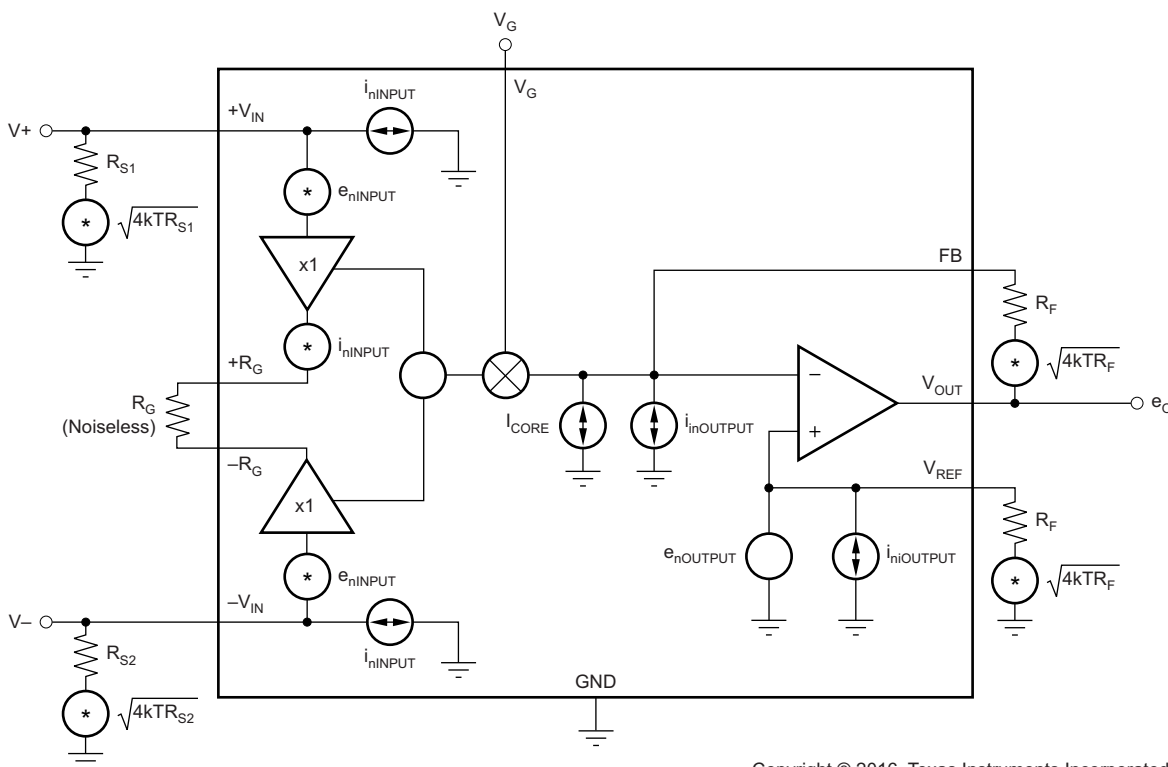 V_G
V_G
i_nINPUT
+V_IN
V+
R_S1
*
e_nINPUT
*
√4kTR_S1
x1
FB
R_F
*
i_nINPUT
*
√4kTR_F
+R_G
R_G
(Noiseless)
−
V_OUT
e_O
I_CORE
i_inOUTPUT
+
–R_G
V_REF
x1
R_F
e_nOUTPUT
i_niOUTPUT
*
e_nINPUT
*
√4kTR_F
–V_IN
V–
R_S2
i_nINPUT
GND
*
√4kTR_S2
Copyright © 2016, Texas Instruments Incorporated